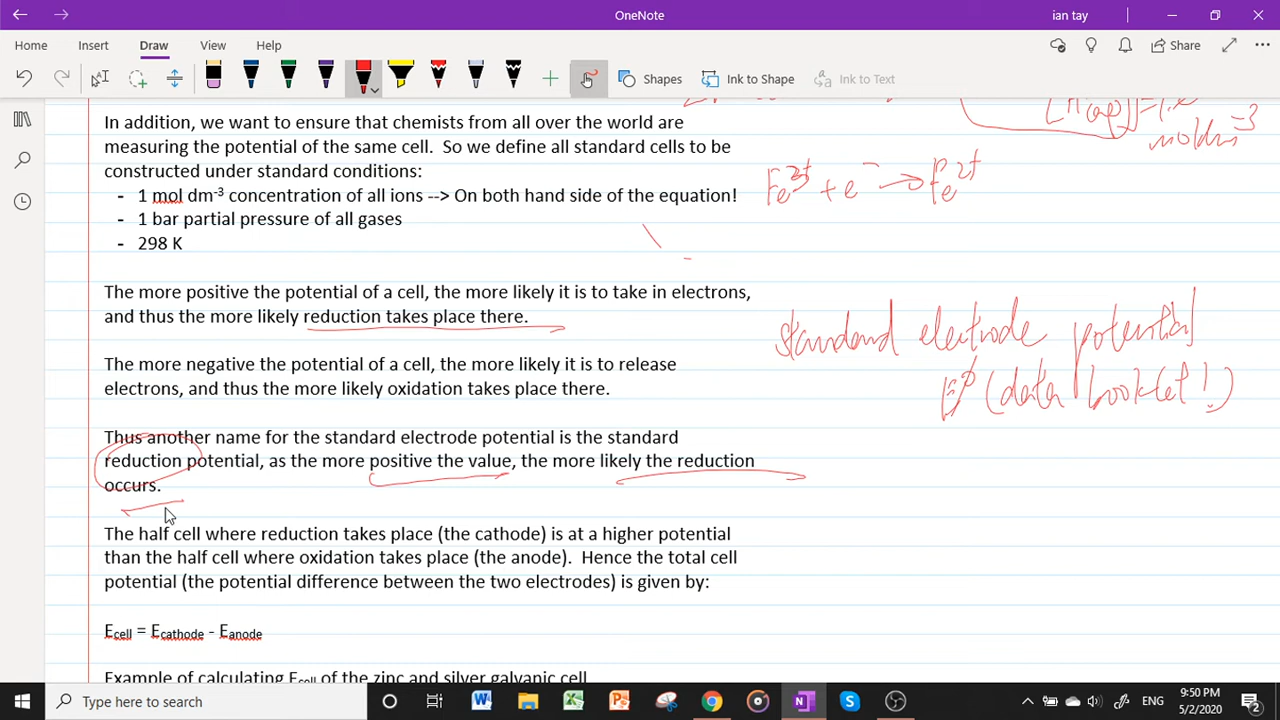 OneNote
ian tay
Home Insert Draw View Help
Share
Shapes
Ink to Shape
Ink to Text
In addition, we want to ensure that chemists from all over the world are
measuring the potential of the same cell. So we define all standard cells to be
constructed under standard conditions:
- 1 mol dm-3 concentration of all ions --> On both hand side of the equation!
- 1 bar partial pressure of all gases
- 298 K
[H+(aq)]
mol dm-3
Fe3+ + e- → Fe2+
The more positive the potential of a cell, the more likely it is to take in electrons,
and thus the more likely reduction takes place there.
The more negative the potential of a cell, the more likely it is to release
electrons, and thus the more likely oxidation takes place there.
standard electrode potential
(data booklet!)
Thus another name for the standard electrode potential is the standard
reduction potential, as the more positive the value, the more likely the reduction
occurs.
The half cell where reduction takes place (the cathode) is at a higher potential
than the half cell where oxidation takes place (the anode). Hence the total cell
potential (the potential difference between the two electrodes) is given by:
Ecell = Ecathode - Eanode
Example of calculating Ecell of the zinc and silver galvanic cell
Type here to search
ENG
9:50 PM
5/2/2020
2